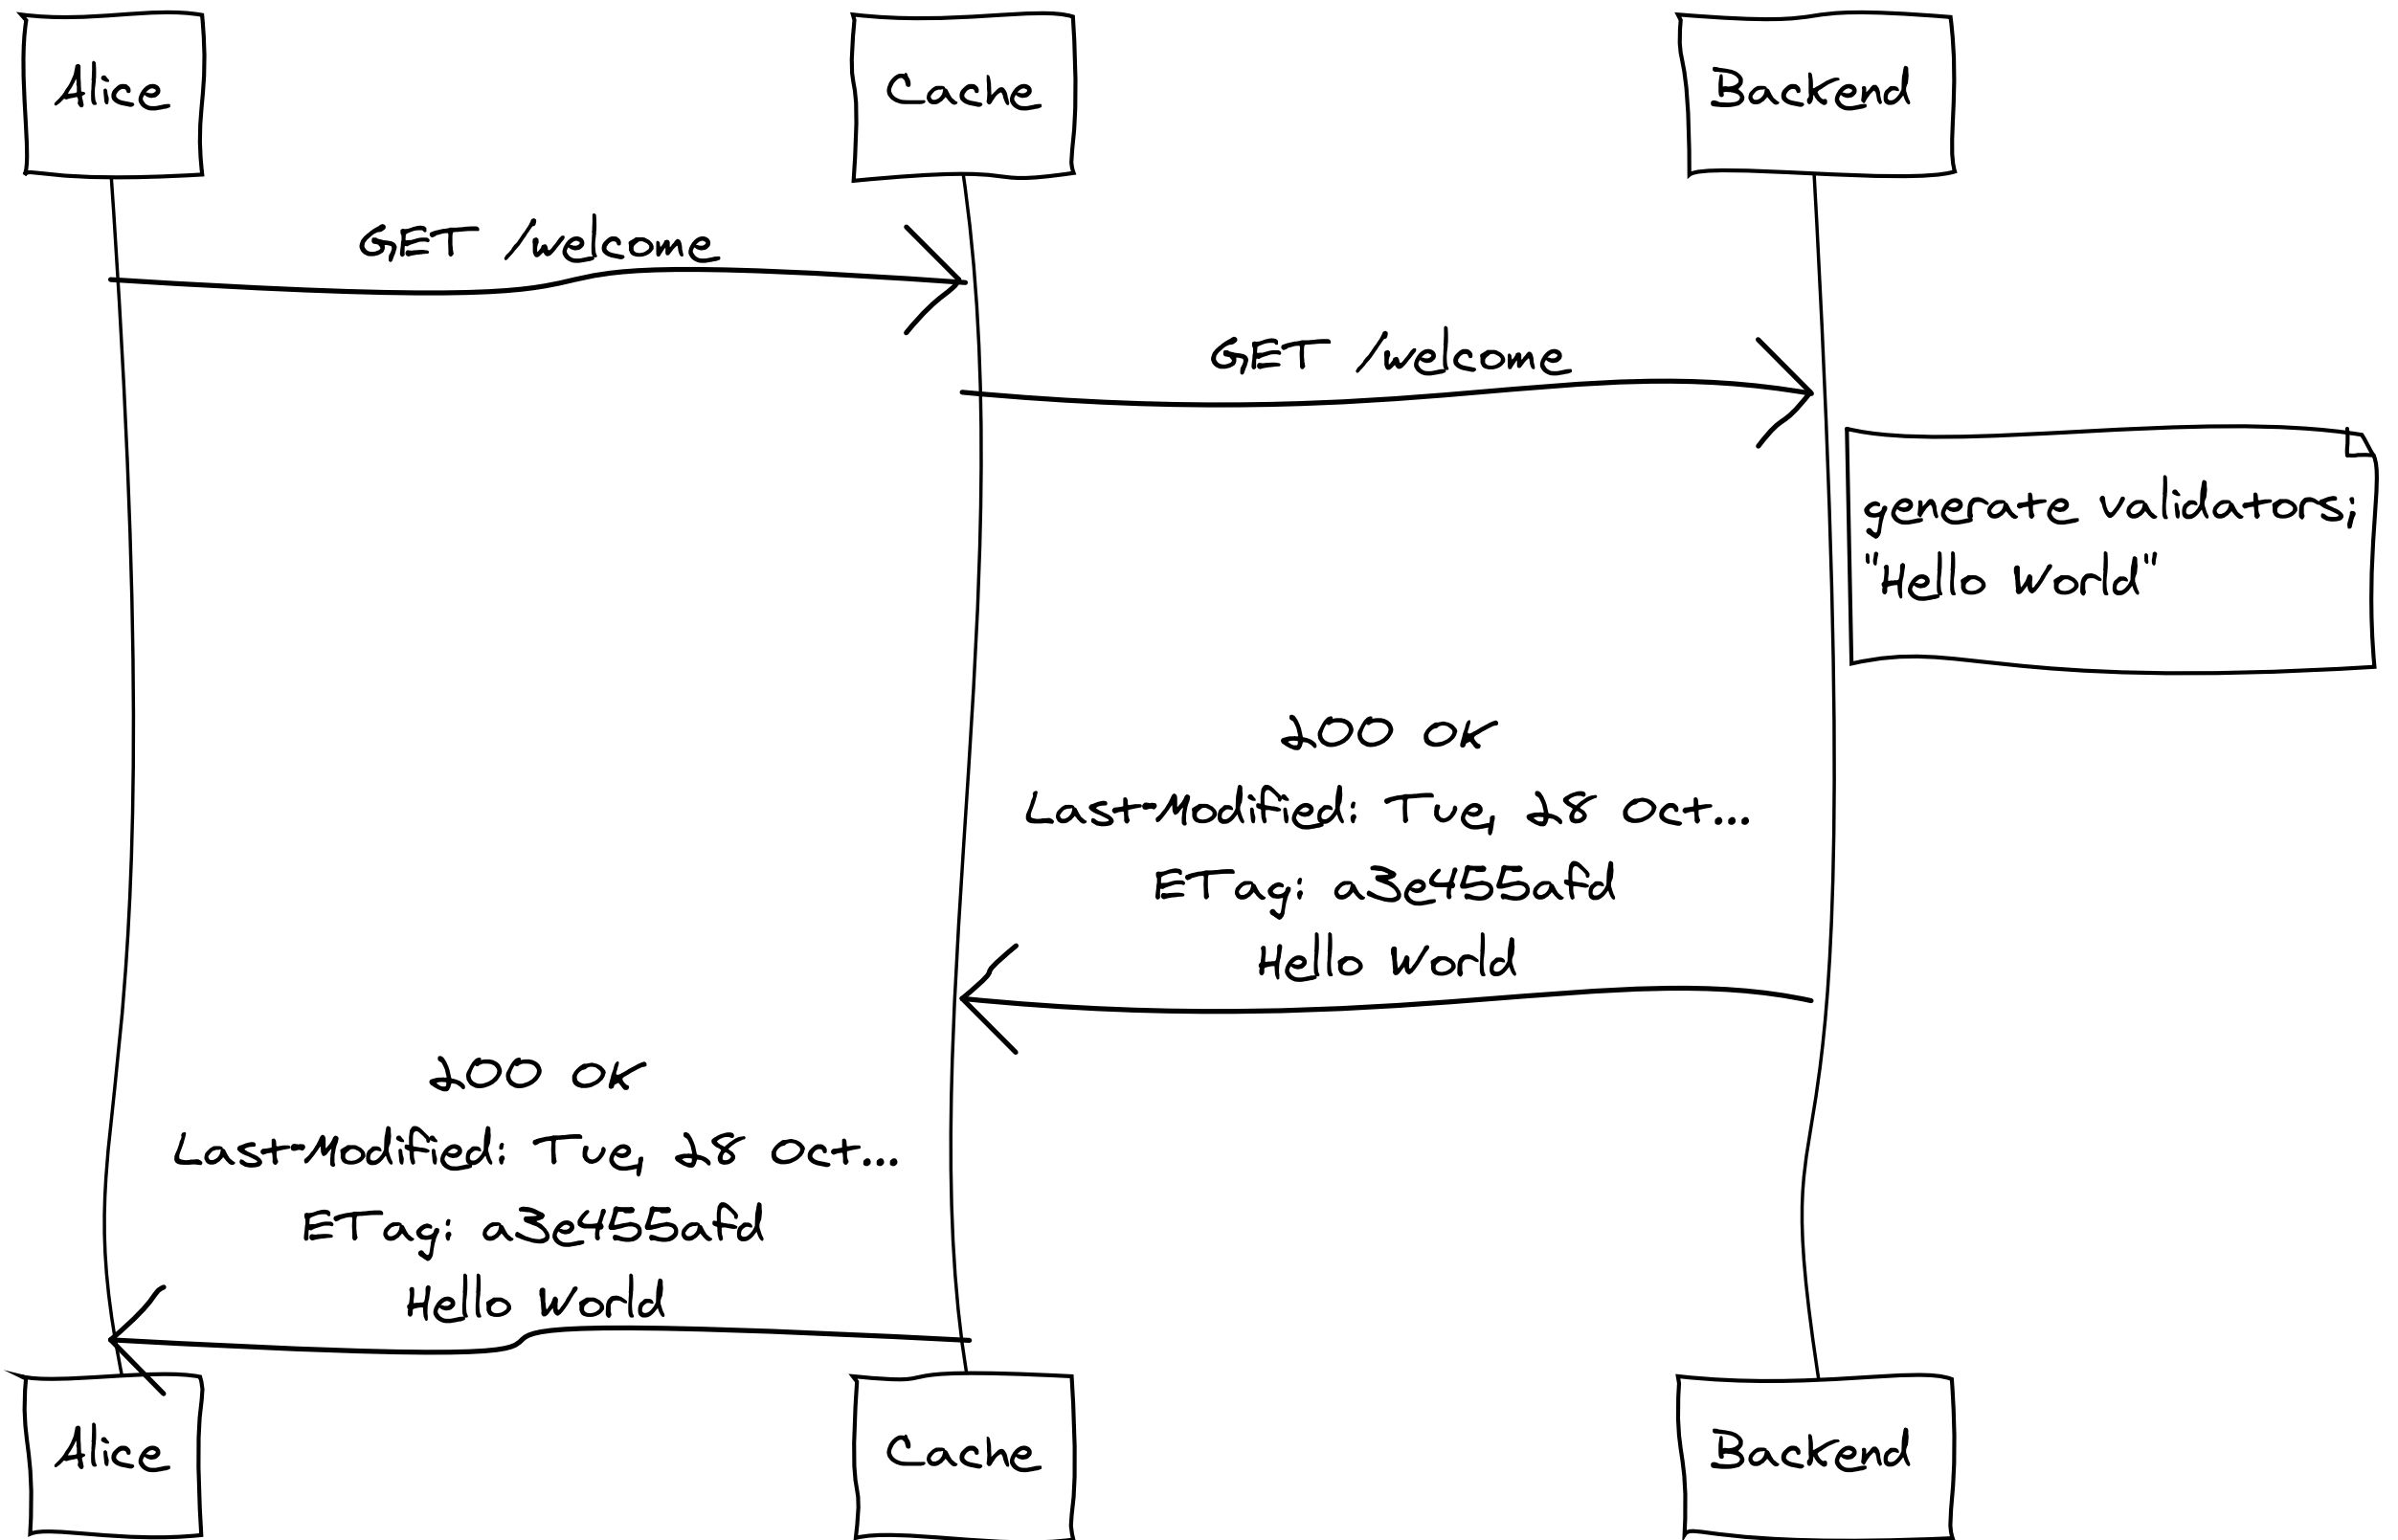 Alice
Cache
Backend
GET /welcome
GET /welcome
generate validators;
"Hello World"
200 OK
Last-Modified: Tue, 28 Oct...
ETag: a3e455afd
Hello World
200 OK
Last-Modified: Tue, 28 Oct...
ETag: a3e455afd
Hello World
Alice
Cache
Backend